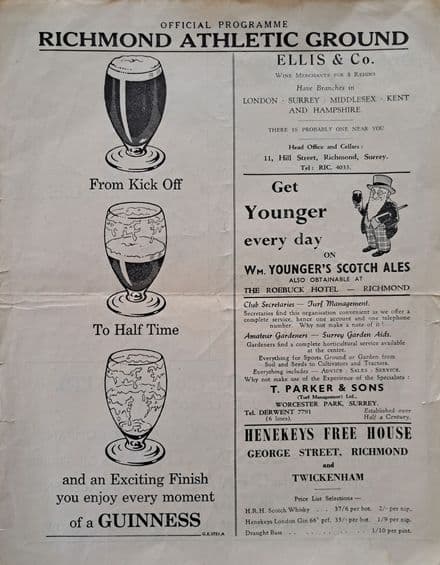 OFFICIAL PROGRAMME
RICHMOND ATHLETIC GROUND
From Kick Off
To Half Time
and an Exciting Finish
you enjoy every moment
of a GUINNESS
G.E.2721.A
ELLIS & Co.
WINE MERCHANTS FOR 8 REIGNS
Have Branches in
LONDON · SURREY · MIDDLESEX · KENT
AND HAMPSHIRE
THERE IS PROBABLY ONE NEAR YOU
Head Office and Cellars :
11, Hill Street, Richmond, Surrey.
Tel : RIC. 4033.
Get
Younger
every day
ON
WM. YOUNGER'S SCOTCH ALES
ALSO OBTAINABLE AT
THE ROEBUCK HOTEL — RICHMOND
Club Secretaries — Turf Management.
Secretaries find this organisation convenient as we offer a
complete service, hence one account and one telephone
number. Why not make a note of it !
Amateur Gardeners — Surrey Garden Aids.
Gardeners find a complete horticultural service available
at the centre.
Everything for Sports Ground or Garden from
Soil and Seeds to Cultivators and Tractors.
Everything includes — ADVICE : SALES : SERVICE.
Why not make use of the Experience of the Specialists :
T. PARKER & SONS
(Turf Management) Ltd.,
WORCESTER PARK, SURREY.
Tel. DERWENT 7791
(6 lines).
Established over
Half a Century.
HENEKEYS FREE HOUSE
GEORGE STREET, RICHMOND
and
TWICKENHAM
Price List Selections—
H.R.H. Scotch Whisky . . . 37/6 per bot. 2/- per nip.
Henekeys London Gin 66° prf. 35/- per bot. 1/9 per nip.
Draught Bass . . . 1/10 per pint.